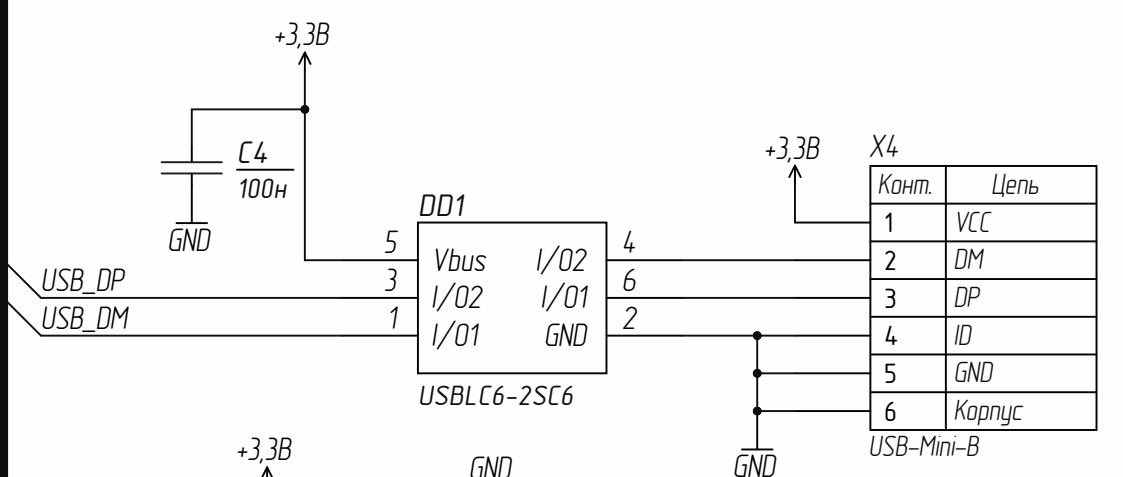 +3,3В
C4
100н
GND
+3,3В
X4
Конт. Цепь
1 VCC
2 DM
3 DP
4 ID
5 GND
6 Корпус
USB-Mini-B
DD1
5 Vbus I/O2 4
3 I/O2 I/O1 6
1 I/O1 GND 2
USBLC6-2SC6
USB_DP
USB_DM
GND
+3,3В
GND